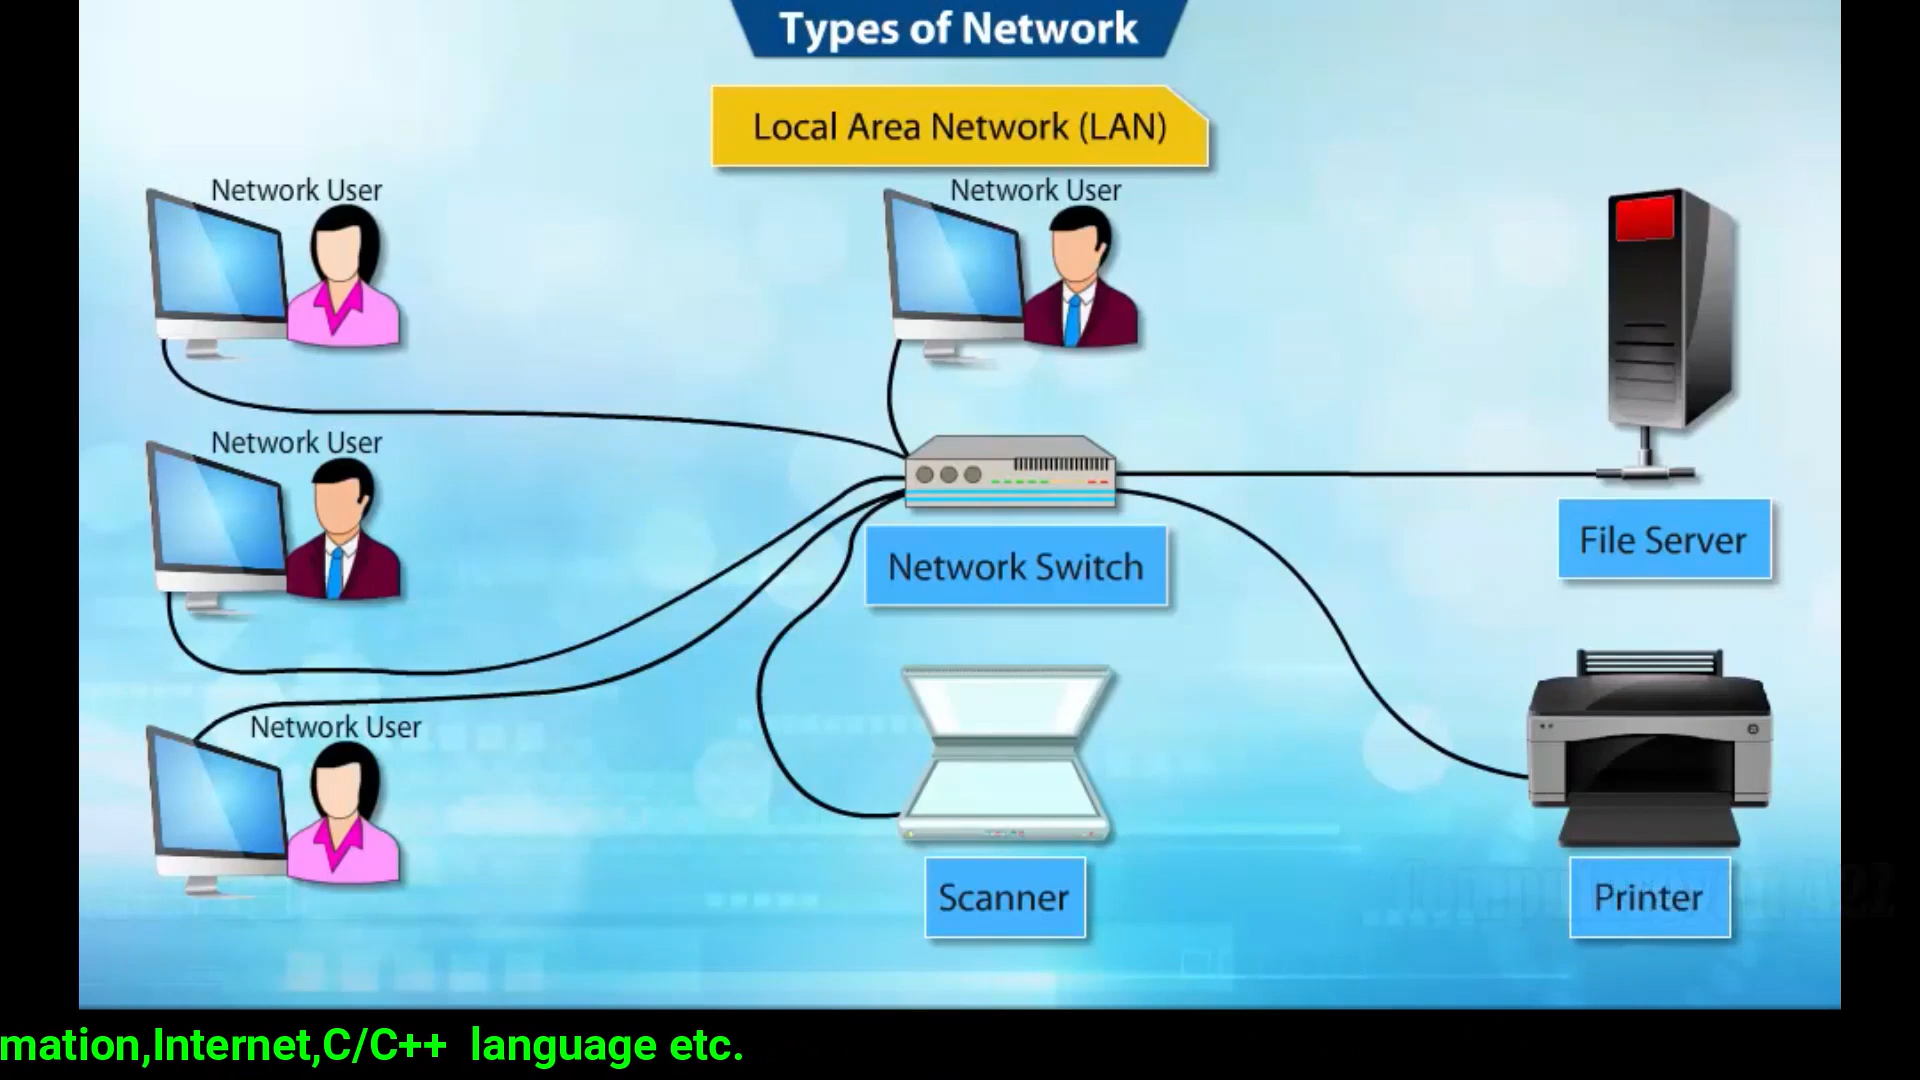 Types of Network
Local Area Network (LAN)
Network User
Network User
Network User
Network Switch
File Server
Network User
Scanner
Printer
mation,Internet,C/C++ language etc.